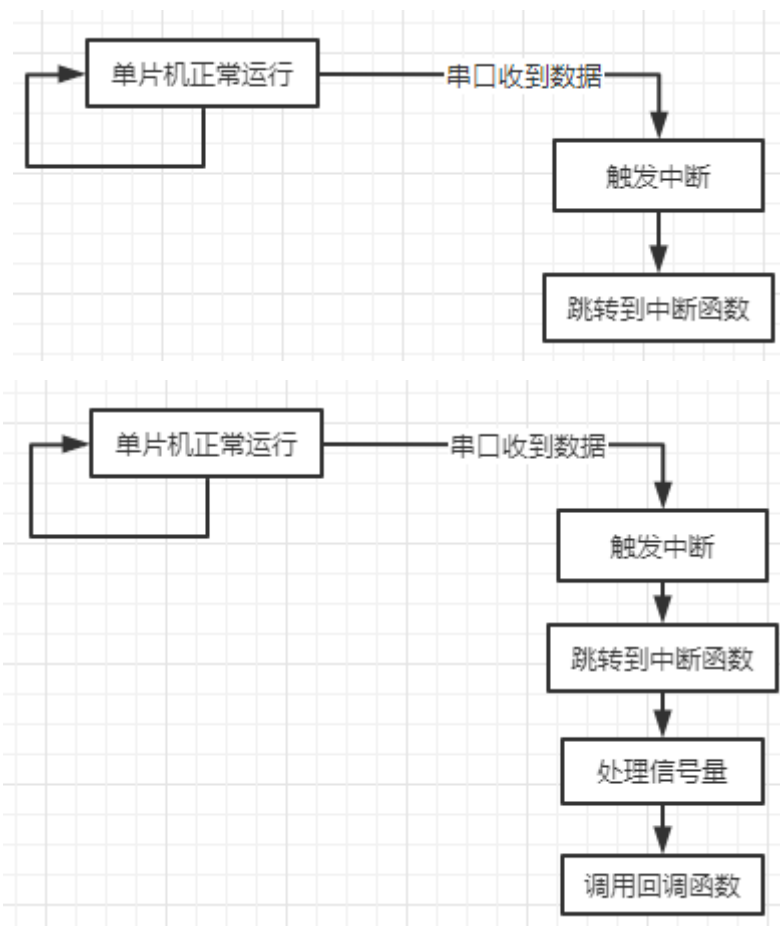 单片机正常运行
串口收到数据
触发中断
跳转到中断函数
单片机正常运行
串口收到数据
触发中断
跳转到中断函数
处理信号量
调用回调函数